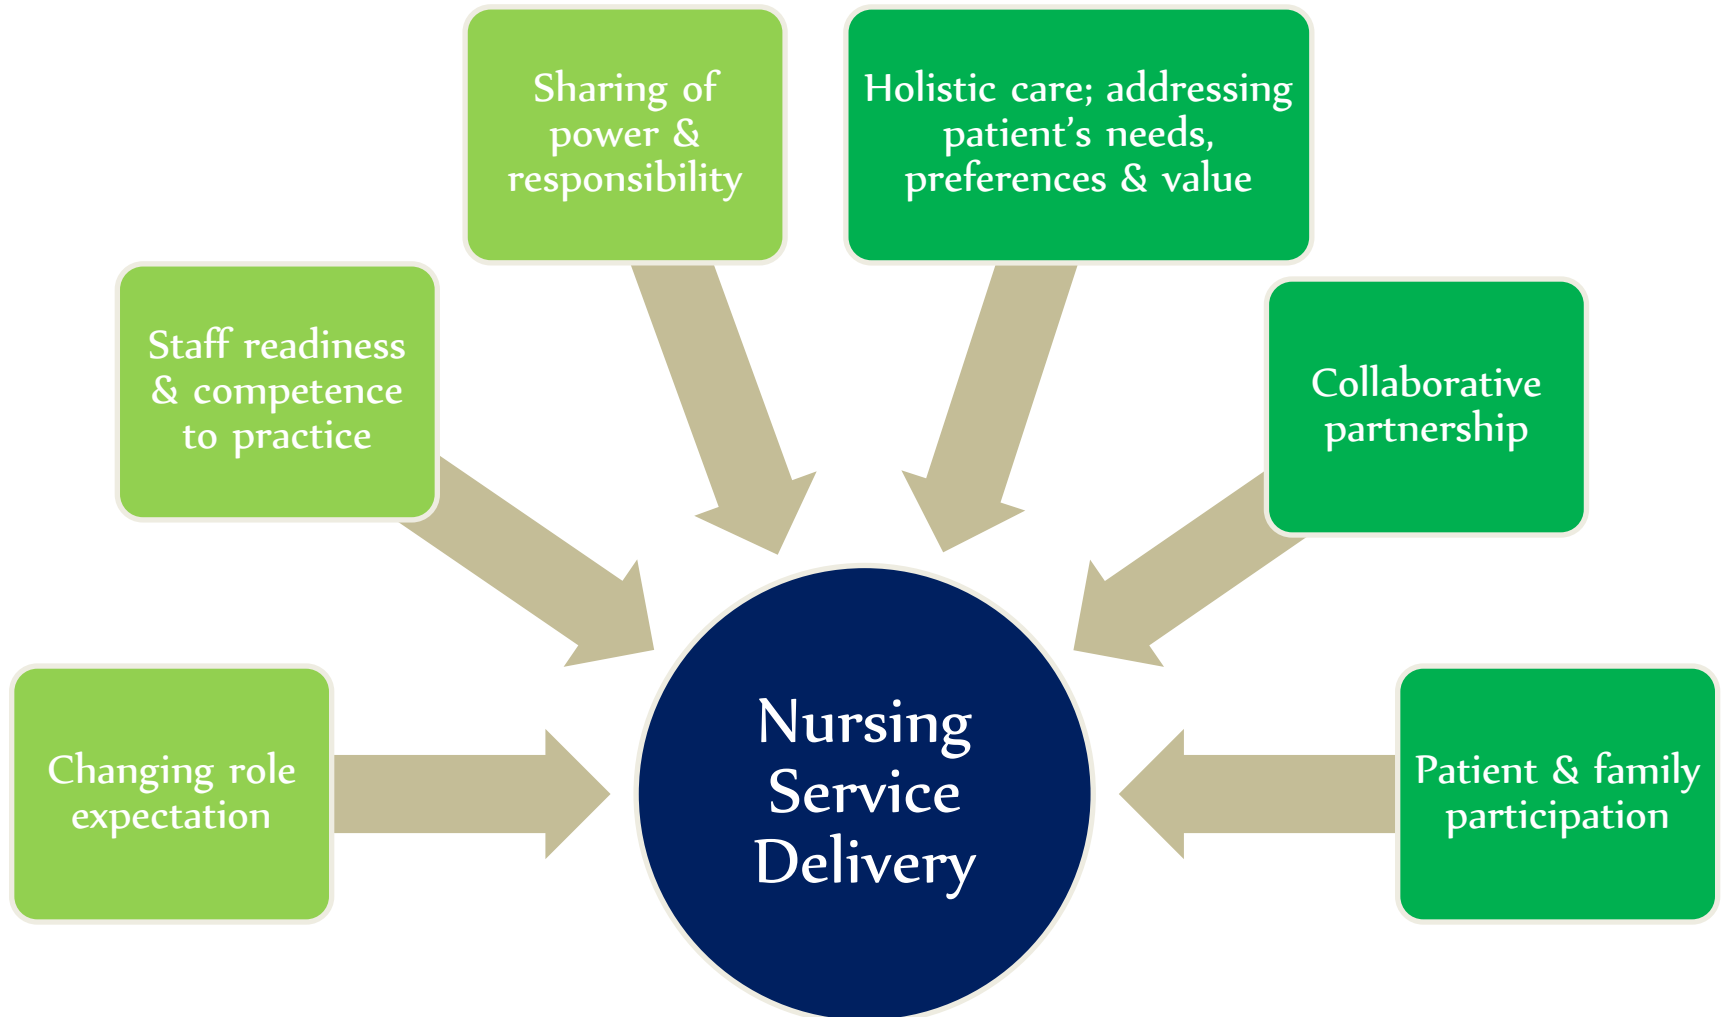 Sharing of
power &
responsibility
Holistic care; addressing
patient’s needs,
preferences & value
Staff readiness
& competence
to practice
Collaborative
partnership
Changing role
expectation
Nursing
Service
Delivery
Patient & family
participation